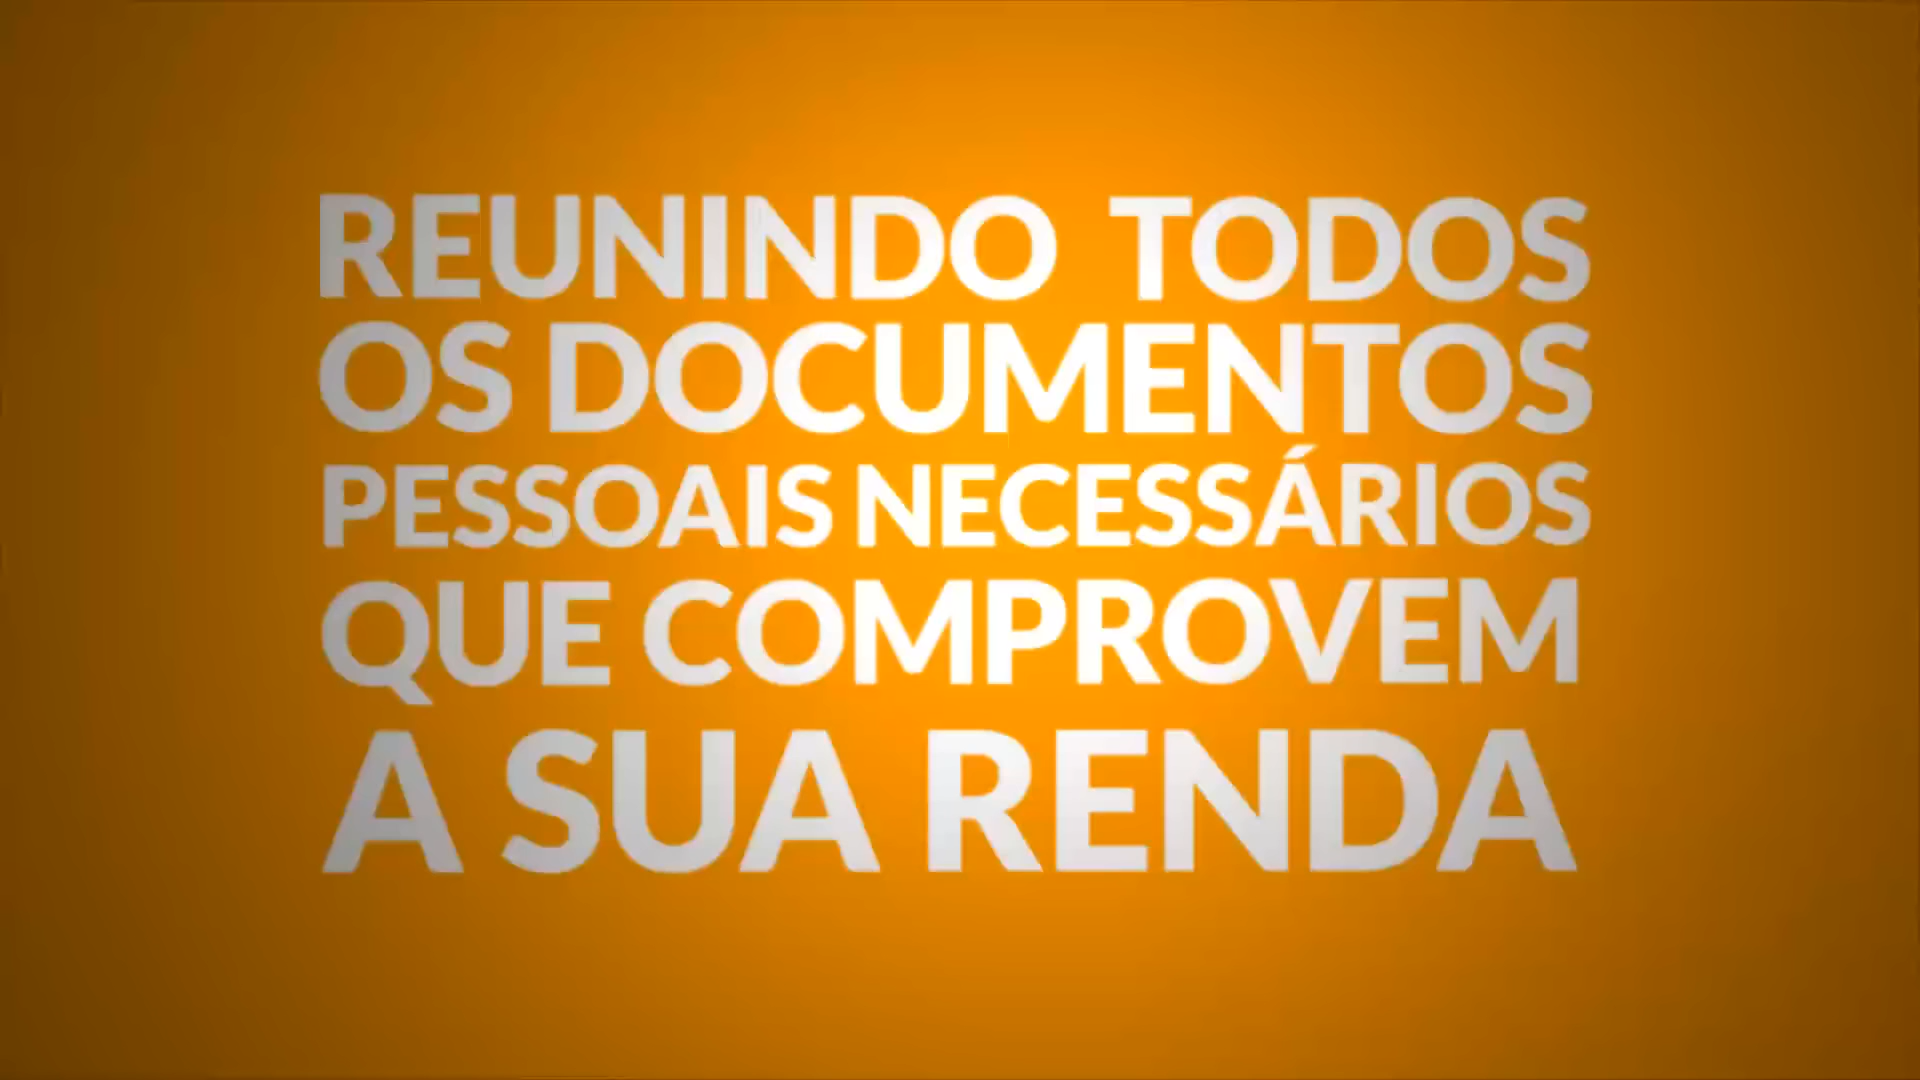 REUNINDO TODOS
OS DOCUMENTOS
PESSOAIS NECESSÁRIOS
QUE COMPROVEM
A SUA RENDA